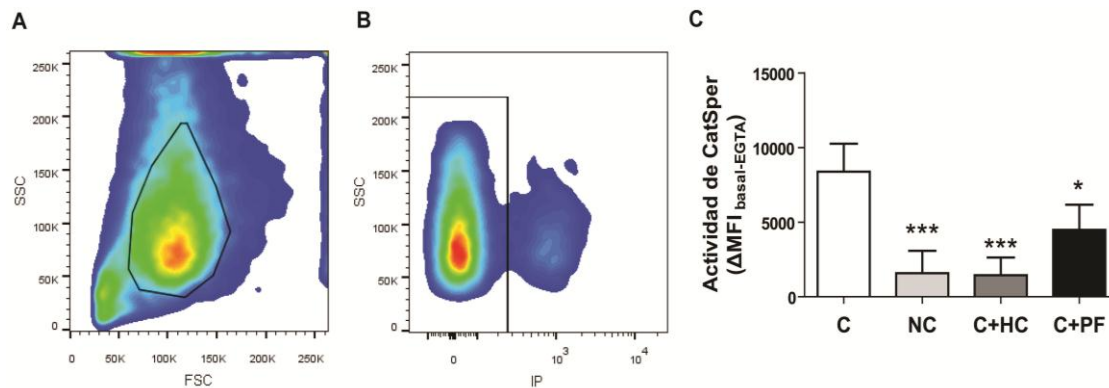 A
SSC
250K
200K
150K
100K
50K
0
0 50K 100K 150K 200K 250K
FSC
B
SSC
250K
200K
150K
100K
50K
0
0 10³ 10⁴
IP
C
Actividad de CatSper
(ΔMFI basal-EGTA)
15000
10000
5000
0
***
***
*
C NC C+HC C+PF